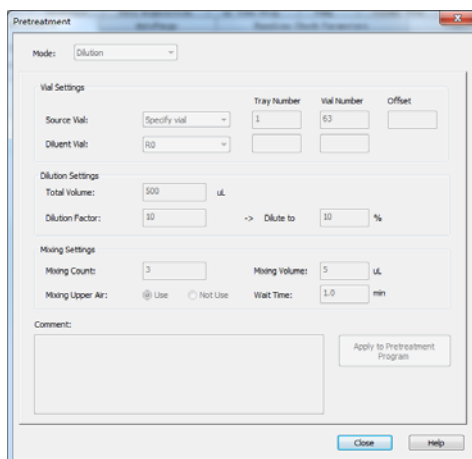 Pretreatment
Mode: Dilution
Vial Settings
Tray Number Vial Number Offset
Source Vial: Specify vial 1 63
Diluent Vial: R0
Dilution Settings
Total Volume: 500 uL
Dilution Factor: 10 -> Dilute to 10 %
Mixing Settings
Mixing Count: 3 Mixing Volume: 5 uL
Mixing Upper Air: Use Not Use Wait Time: 1.0 min
Comment:
Apply to Pretreatment
Program
Close Help